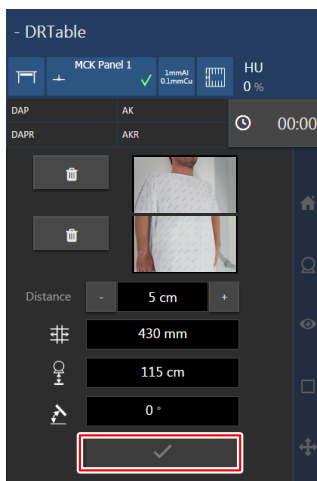 - DRTable
MCK Panel 1
1mmAl
0.1mmCu
HU
0 %
DAP
AK
DAPR
AKR
00:00
Distance
-
5 cm
+
430 mm
115 cm
0 °